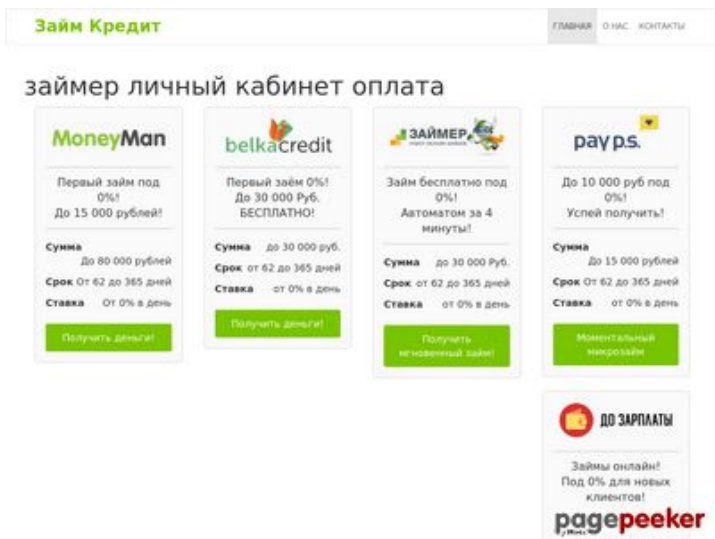 Займ Кредит
ГЛАВНАЯ О НАС КОНТАКТЫ
займер личный кабинет оплата
MoneyMan
Первый займ под
0%!
До 15 000 рублей!
Сумма
До 80 000 рублей
Срок От 62 до 365 дней
Ставка От 0% в день
Получить деньги!
belkacredit
Первый заём 0%!
До 30 000 Руб.
БЕСПЛАТНО!
Сумма до 30 000 руб.
Срок от 62 до 365 дней
Ставка от 0% в день
Получить деньги!
ЗАЙМЕР
Займ бесплатно под
0%!
Автоматом за 4
минуты!
Сумма до 30 000 Руб.
Срок от 62 до 365 дней
Ставка от 0% в день
Получить
мгновенный займ!
pay p.s.
До 10 000 руб под
0%!
Успей получить!
Сумма
До 15 000 рублей
Срок От 62 до 365 дней
Ставка от 0% в день
Моментальный
микрозайм
ДО ЗАРПЛАТЫ
Займы онлайн!
Под 0% для новых
клиентов!
pagepeeker